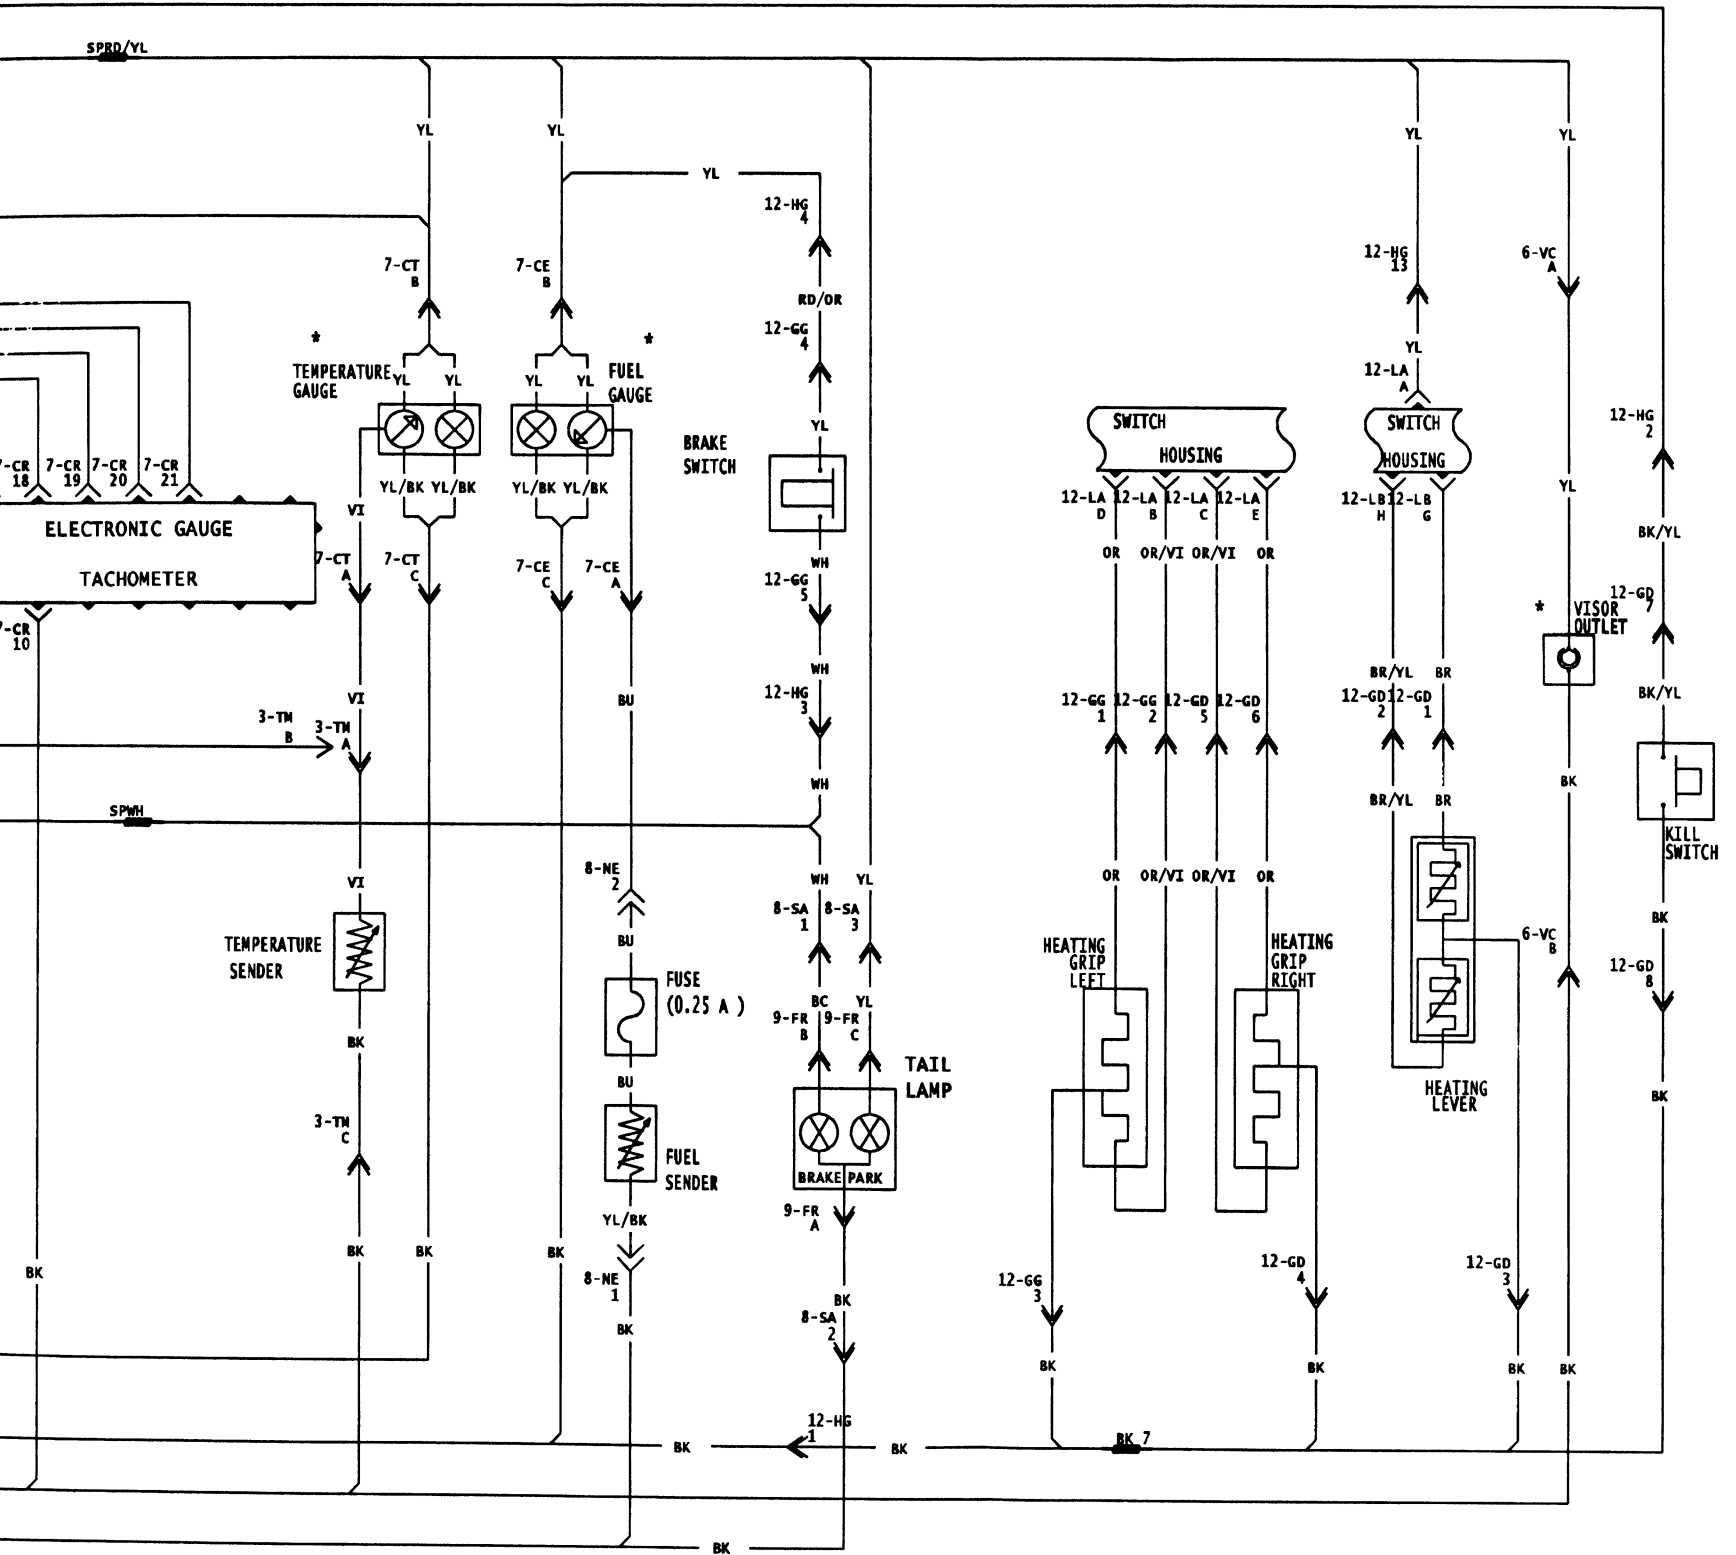 SPRD/YL
YL
YL
YL
YL
YL
12-HG
4
7-CT
B
7-CE
B
12-HG
13
6-VC
A
RD/OR
12-GG
4
*
*
TEMPERATURE
GAUGE
YL
YL
YL
YL
FUEL
GAUGE
YL
12-LA
A
12-HG
2
SWITCH
HOUSING
SWITCH
HOUSING
YL
BRAKE
SWITCH
7-CR
18
7-CR
19
7-CR
20
7-CR
21
YL/BK
YL/BK
YL/BK
YL/BK
YL
12-LA
D
12-LA
B
12-LA
C
12-LA
E
12-LB
H
12-LB
G
VI
ELECTRONIC GAUGE
TACHOMETER
BK/YL
OR
OR/VI
OR/VI
OR
7-CT
A
7-CT
C
7-CE
C
7-CE
A
WH
12-GG
5
12-GD
7
*
VISOR
OUTLET
7-CR
10
WH
BR/YL
BR
VI
BU
12-HG
3
12-GG
1
12-GG
2
12-GD
5
12-GD
6
12-GD
2
12-GD
1
BK/YL
3-TM
B
3-TM
A
WH
BK
BR/YL
BR
SPWH
KILL
SWITCH
8-NE
2
VI
WH
YL
OR
OR/VI
OR/VI
OR
8-SA
1
8-SA
3
BK
TEMPERATURE
SENDER
BU
HEATING
GRIP
LEFT
HEATING
GRIP
RIGHT
6-VC
B
12-GD
8
FUSE
(0.25 A )
BC
YL
9-FR
B
9-FR
C
BK
TAIL
LAMP
BU
HEATING
LEVER
BK
3-TM
C
FUEL
SENDER
BRAKE
PARK
YL/BK
9-FR
A
BK
BK
BK
BK
8-NE
1
12-GG
3
12-GD
4
12-GD
3
BK
8-SA
2
BK
BK
BK
BK
BK
12-HG
1
BK
BK
BK 7
BK